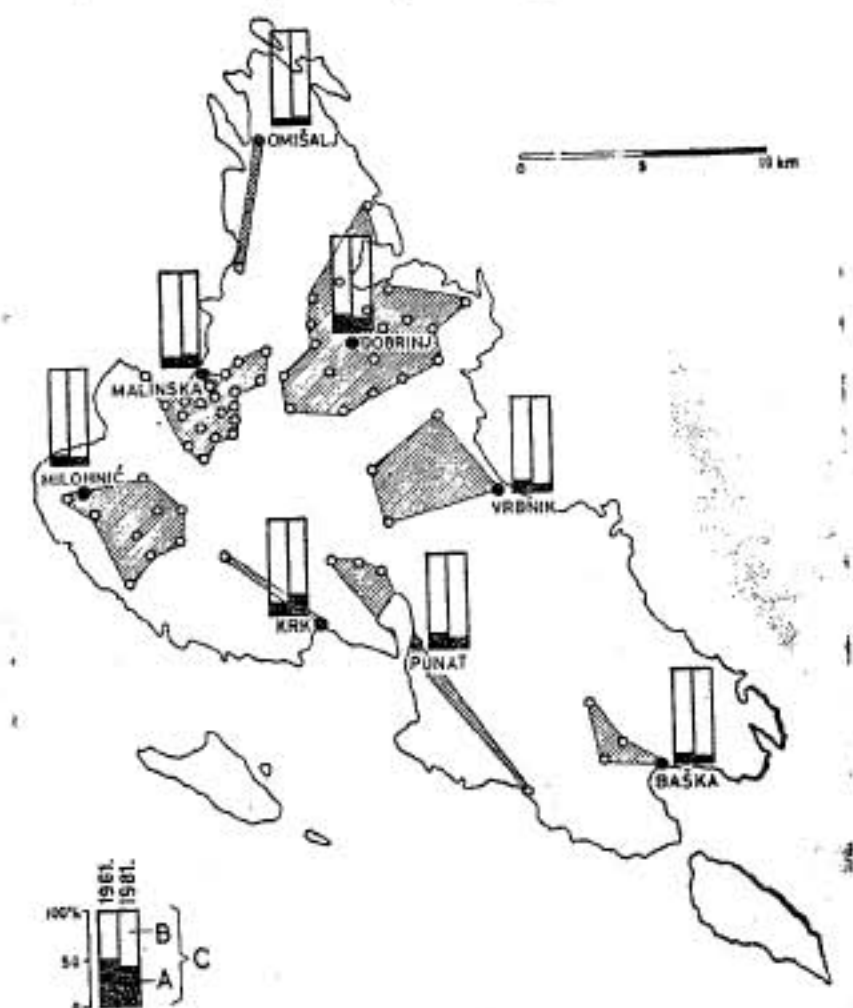 OMIŠALJ
0 5 10 km
DOBRINJ
MALINSKA
MILOHNIĆ
VRBNIK
KRK
PUNAT
BAŠKA
1961.
1981.
100%
50
0
B
A
C